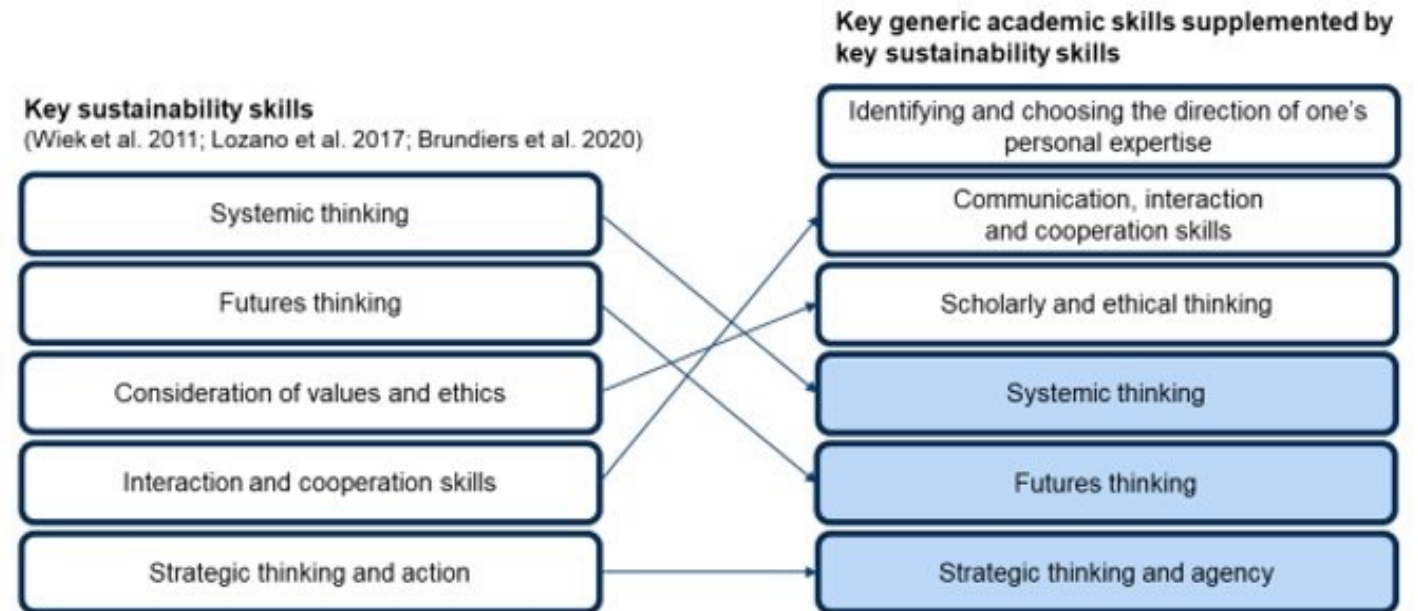 Key generic academic skills supplemented by
key sustainability skills
Key sustainability skills
(Wiek et al. 2011; Lozano et al. 2017; Brundiers et al. 2020)
Systemic thinking
Futures thinking
Consideration of values and ethics
Interaction and cooperation skills
Strategic thinking and action
Identifying and choosing the direction of one's
personal expertise
Communication, interaction
and cooperation skills
Scholarly and ethical thinking
Systemic thinking
Futures thinking
Strategic thinking and agency